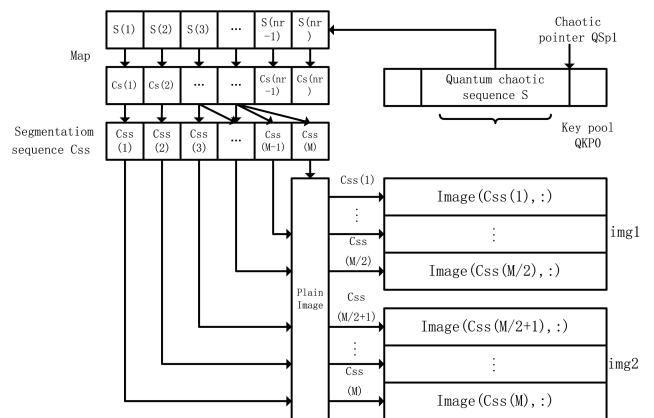 Chaotic
pointer QSp1
S(1) S(2) S(3) ... S(nr
-1) S(nr
)
Map
Quantum chaotic
sequence S
Cs(1) Cs(2) ... ... Cs(nr
-1) Cs(nr
)
Key pool
QKP0
Segmentatiom
sequence Css
Css
(1)
Css
(2)
Css
(3)
...
Css
(M-1)
Css
(M)
Css(1)
⋮
Css
(M/2)
Image(Css(1),:)
⋮
Image(Css(M/2),:)
img1
Plain
Image
Css
(M/2+1)
⋮
Css
(M)
Image(Css(M/2+1),:)
⋮
Image(Css(M),:)
img2